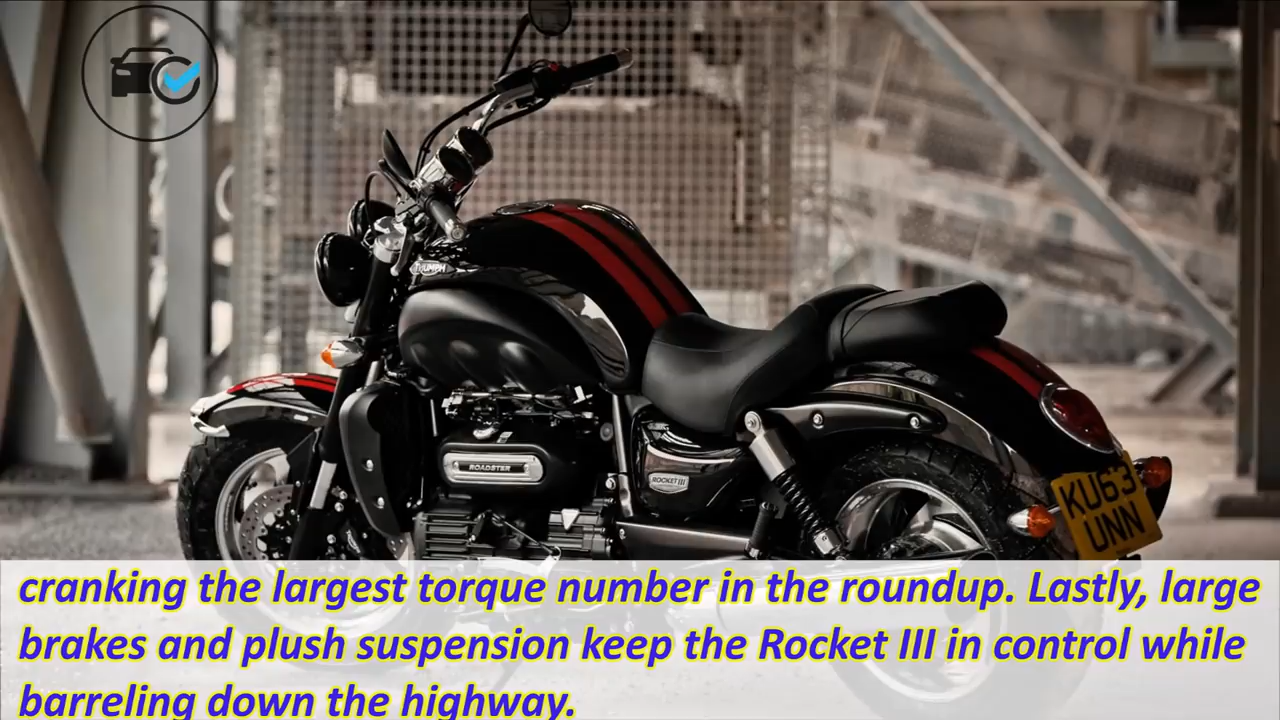 TRIUMPH
ROADSTER
ROCKET III
KU63
UNN
cranking the largest torque number in the roundup. Lastly, large
brakes and plush suspension keep the Rocket III in control while
barreling down the highway.